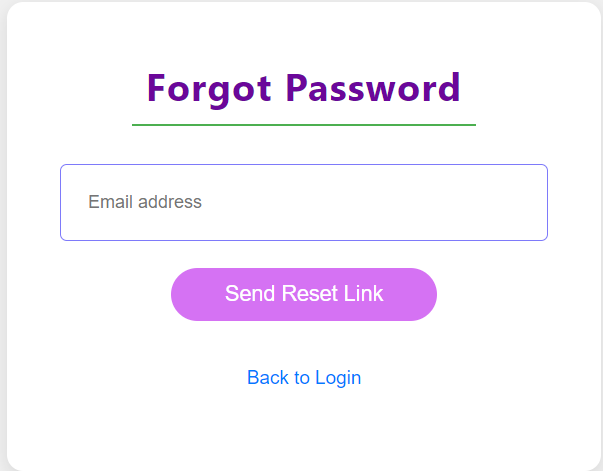 Forgot Password
Email address
Send Reset Link
Back to Login